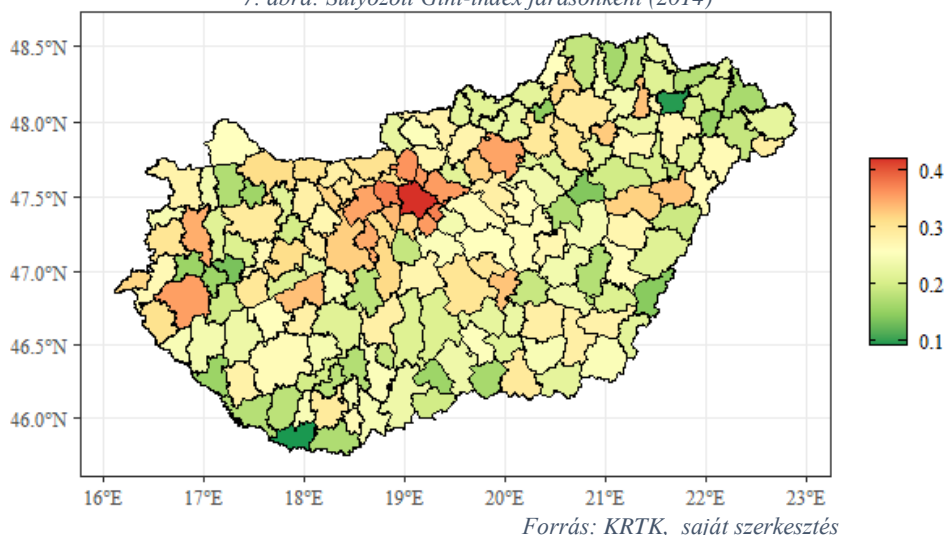 7. ábra: Súlyozott Gini-index járásonként (2014)
48.5°N
48.0°N
47.5°N
47.0°N
46.5°N
46.0°N
16°E 17°E 18°E 19°E 20°E 21°E 22°E 23°E
0.4
0.3
0.2
0.1
Forrás: KRTK, saját szerkesztés